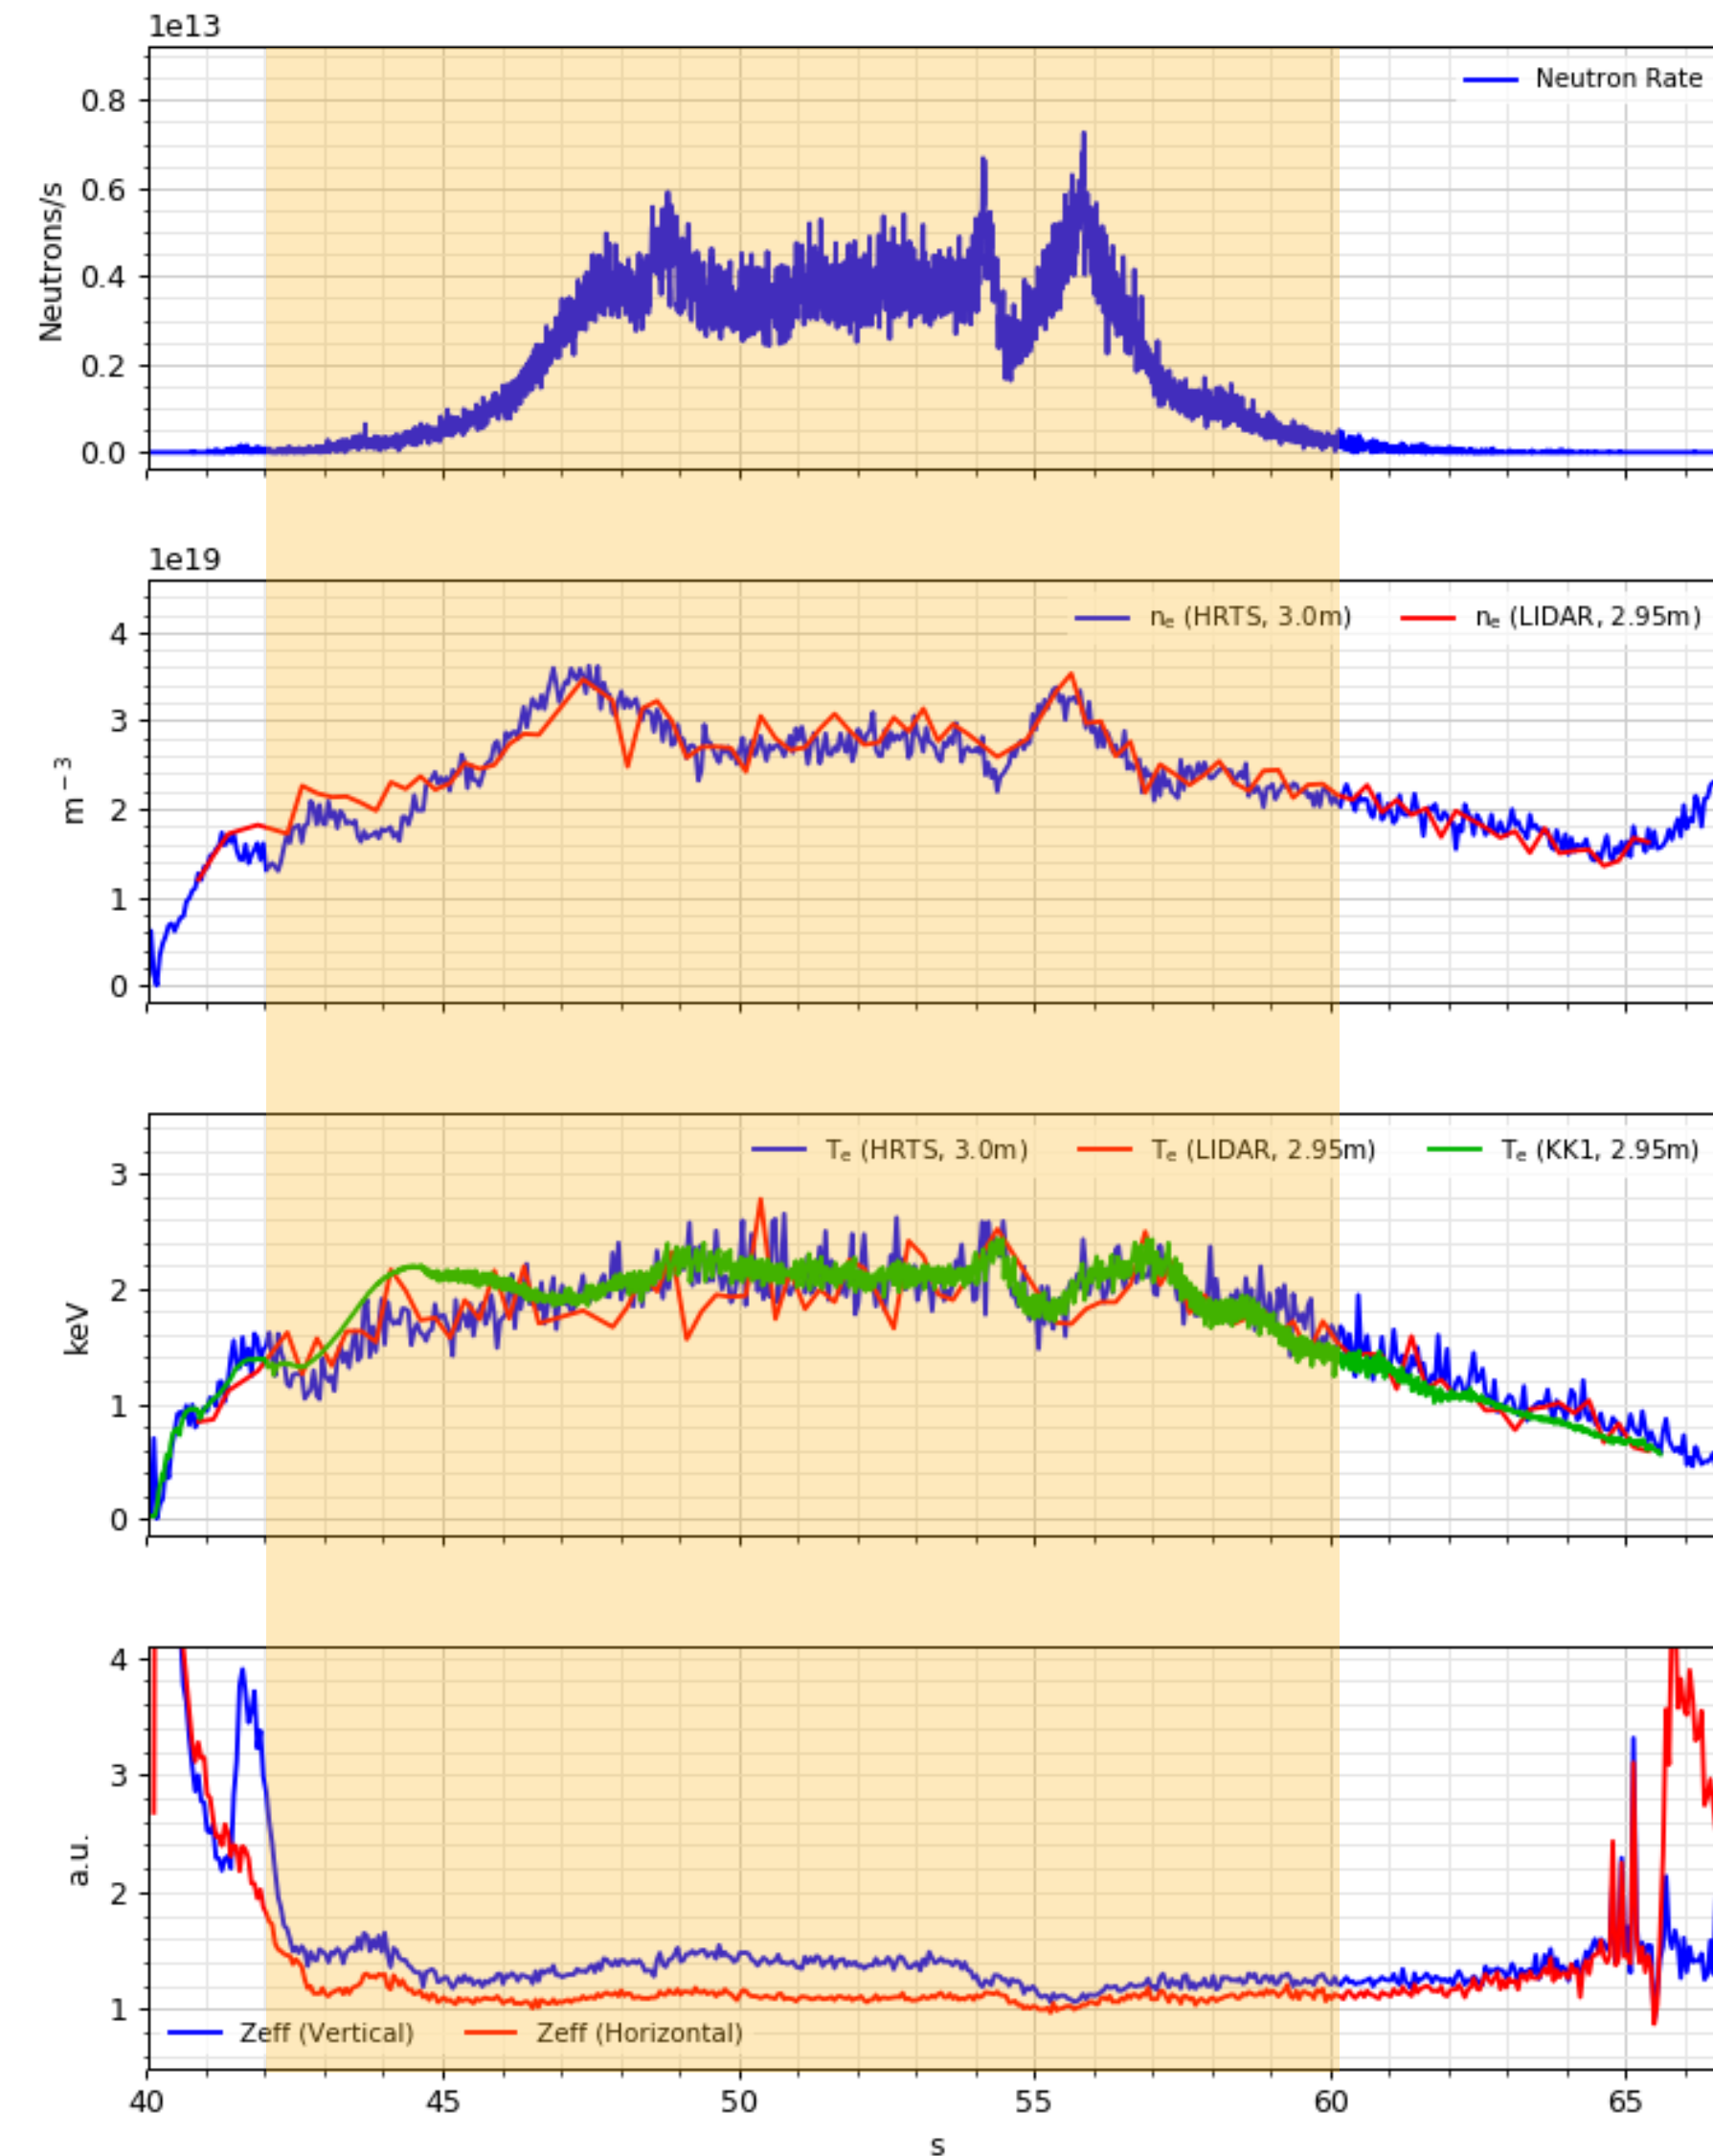 1e13
Neutron Rate
0.8
0.6
0.4
0.2
0.0
Neutrons/s
1e19
nₑ (HRTS, 3.0m) nₑ (LIDAR, 2.95m)
4
3
2
1
0
m⁻³
Tₑ (HRTS, 3.0m) Tₑ (LIDAR, 2.95m) Tₑ (KK1, 2.95m)
3
2
1
0
keV
4
3
2
1
a.u.
Zeff (Vertical) Zeff (Horizontal)
40 45 50 55 60 65
s